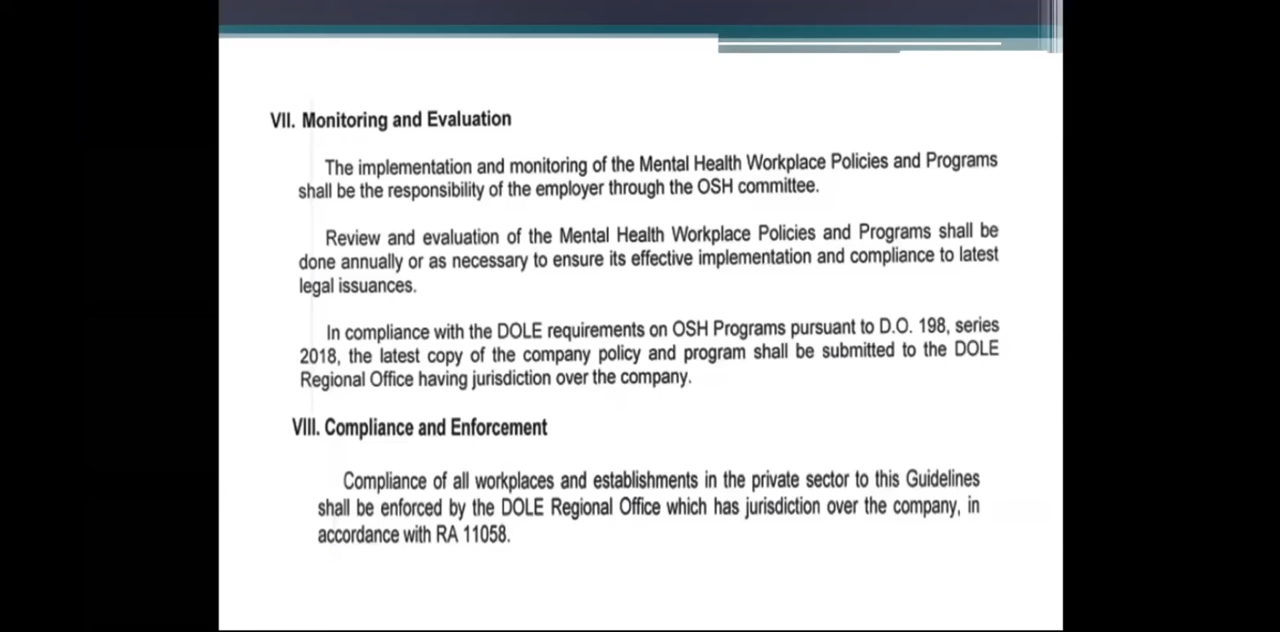 VII. Monitoring and Evaluation
The implementation and monitoring of the Mental Health Workplace Policies and Programs
shall be the responsibility of the employer through the OSH committee.
Review and evaluation of the Mental Health Workplace Policies and Programs shall be
done annually or as necessary to ensure its effective implementation and compliance to latest
legal issuances.
In compliance with the DOLE requirements on OSH Programs pursuant to D.O. 198, series
2018, the latest copy of the company policy and program shall be submitted to the DOLE
Regional Office having jurisdiction over the company.
VIII. Compliance and Enforcement
Compliance of all workplaces and establishments in the private sector to this Guidelines
shall be enforced by the DOLE Regional Office which has jurisdiction over the company, in
accordance with RA 11058.